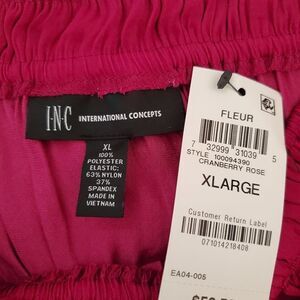 I·N·C INTERNATIONAL CONCEPTS
XL
100%
POLYESTER
ELASTIC:
63% NYLON
37%
SPANDEX
MADE IN
VIETNAM
FLEUR
7 32999 31039 5
STYLE 100094390
CRANBERRY ROSE
XLARGE
Customer Return Label
071014218408
EA04-005